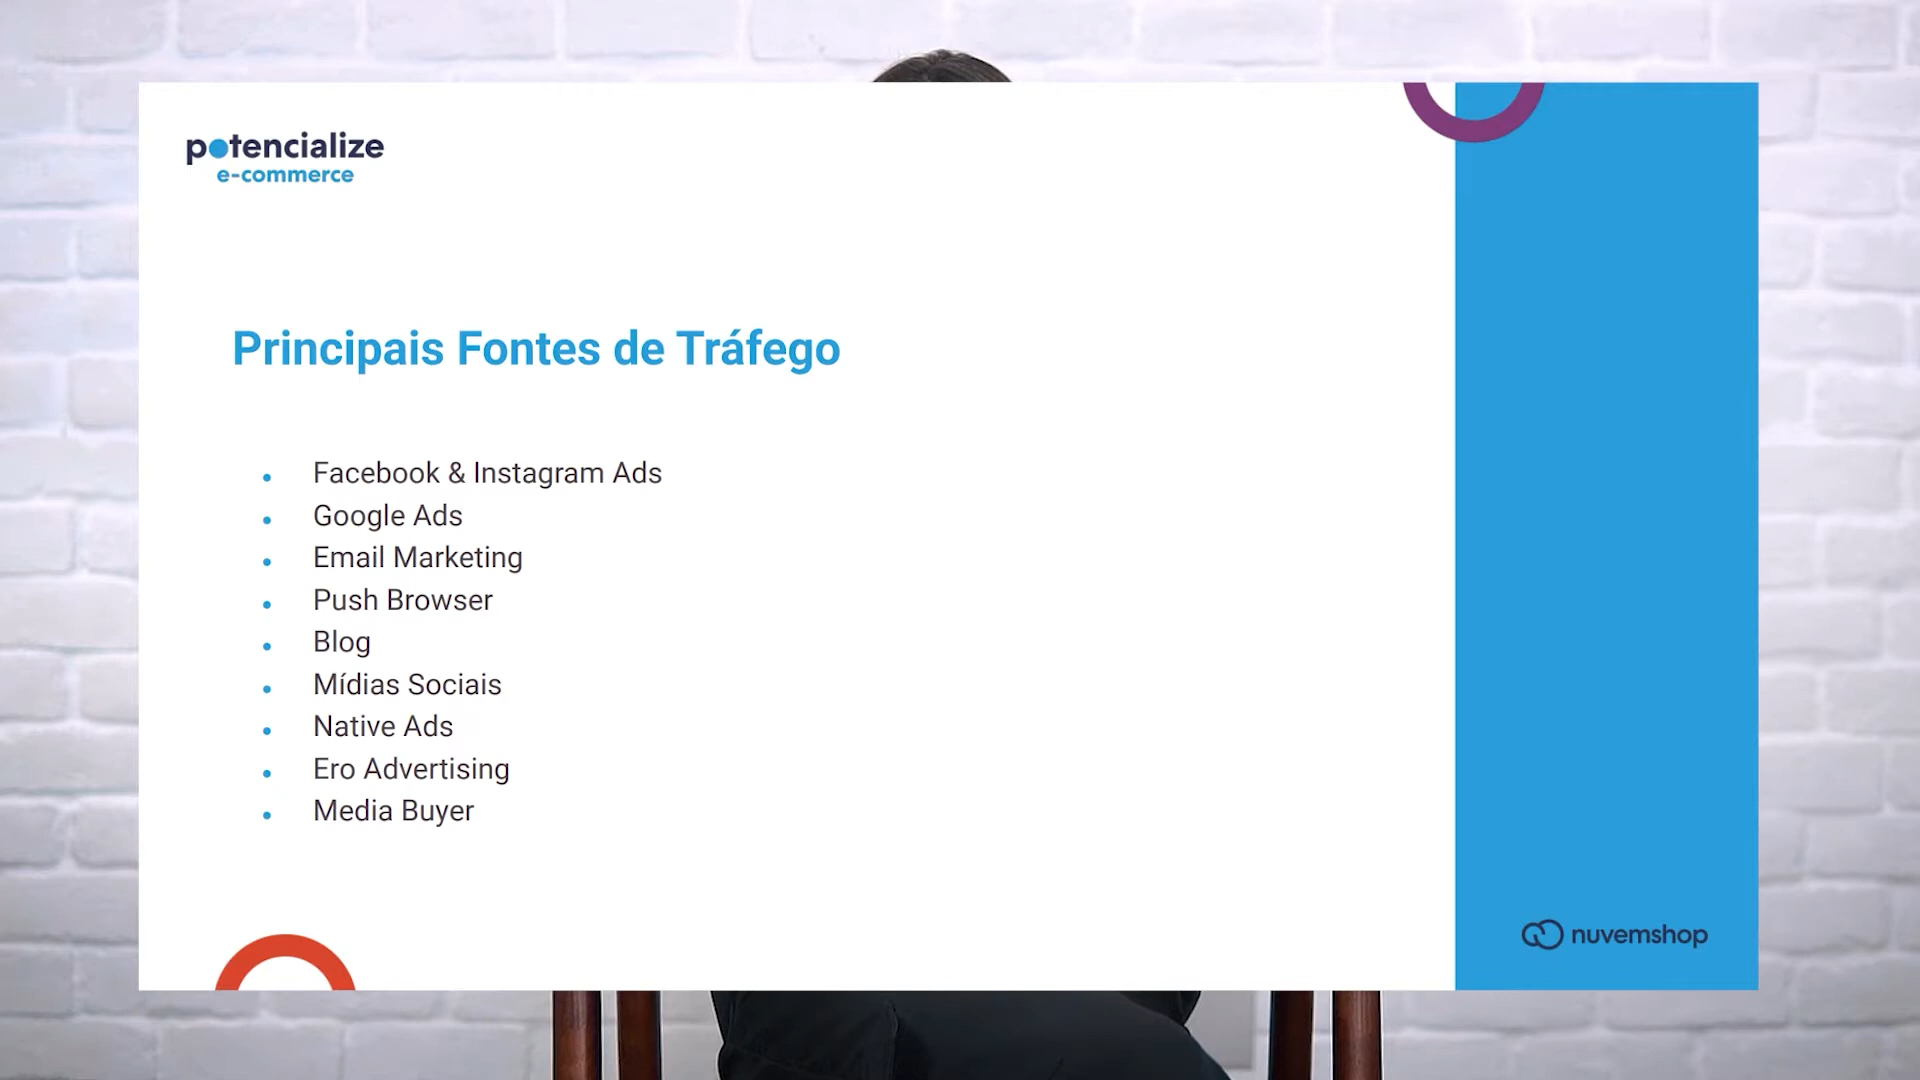 potencialize
e-commerce
Principais Fontes de Tráfego
Facebook & Instagram Ads
Google Ads
Email Marketing
Push Browser
Blog
Mídias Sociais
Native Ads
Ero Advertising
Media Buyer
nuvemshop